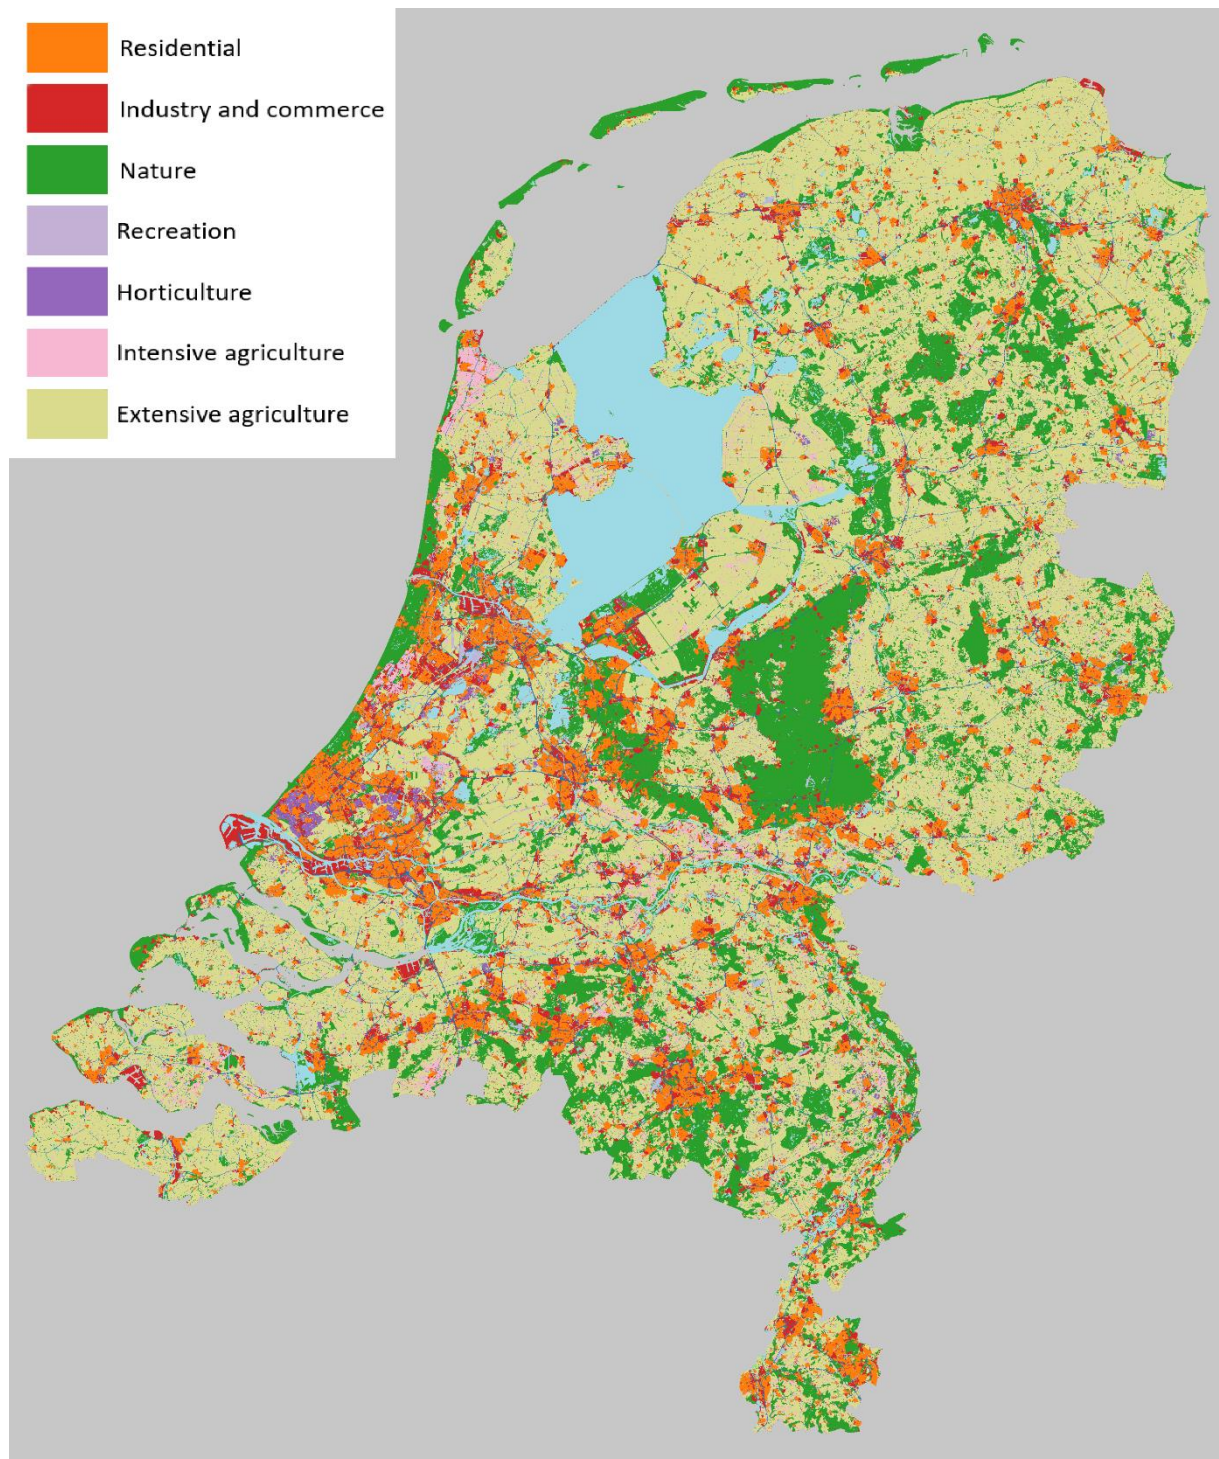 Residential
Industry and commerce
Nature
Recreation
Horticulture
Intensive agriculture
Extensive agriculture